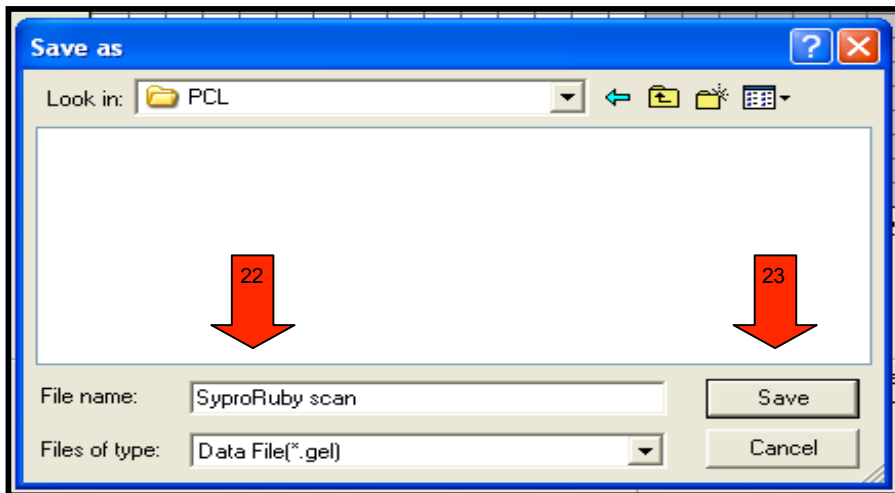 Save as
Look in: PCL
22 23
File name: SyproRuby scan Save
Files of type: Data File(*.gel) Cancel